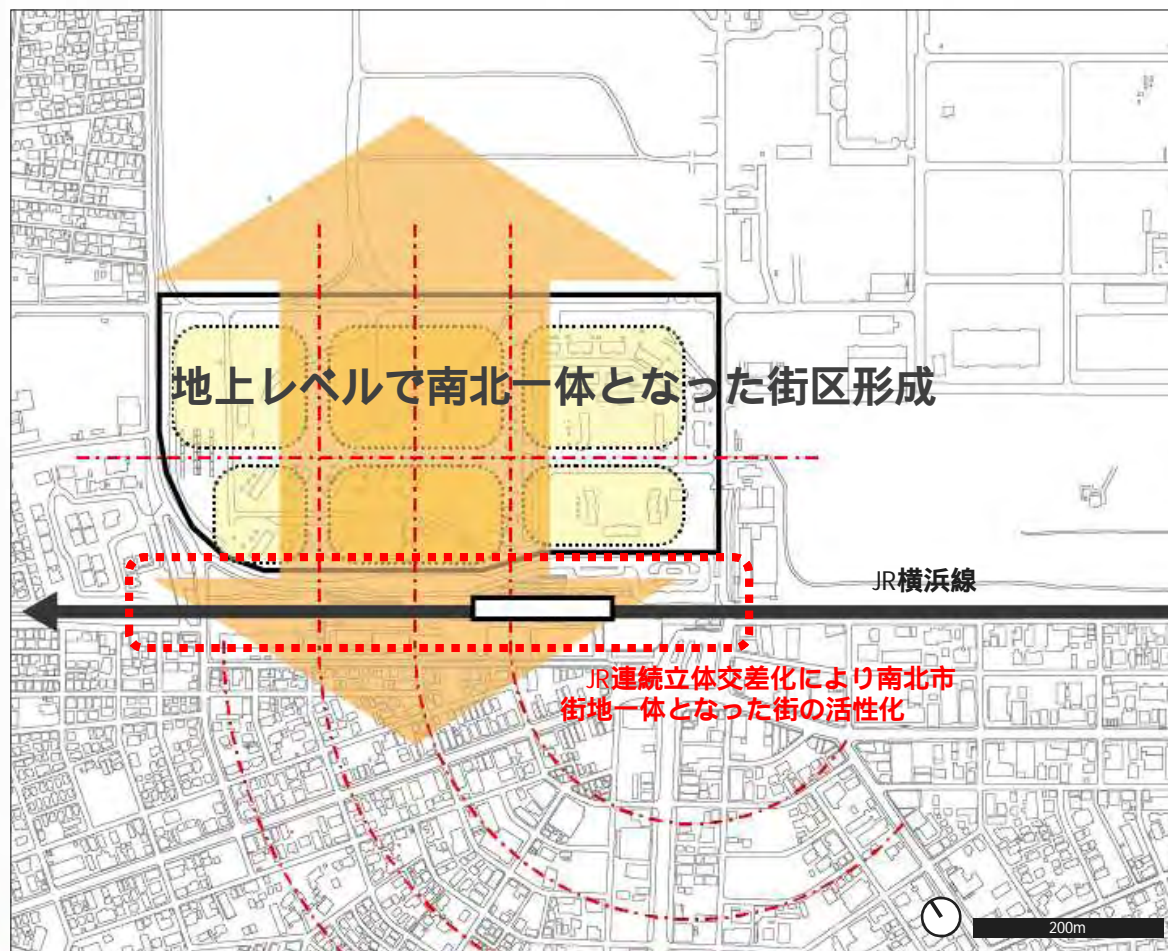 地上レベルで南北一体となった街区形成
JR横浜線
JR連続立体交差化により南北市
街地一体となった街の活性化
200m